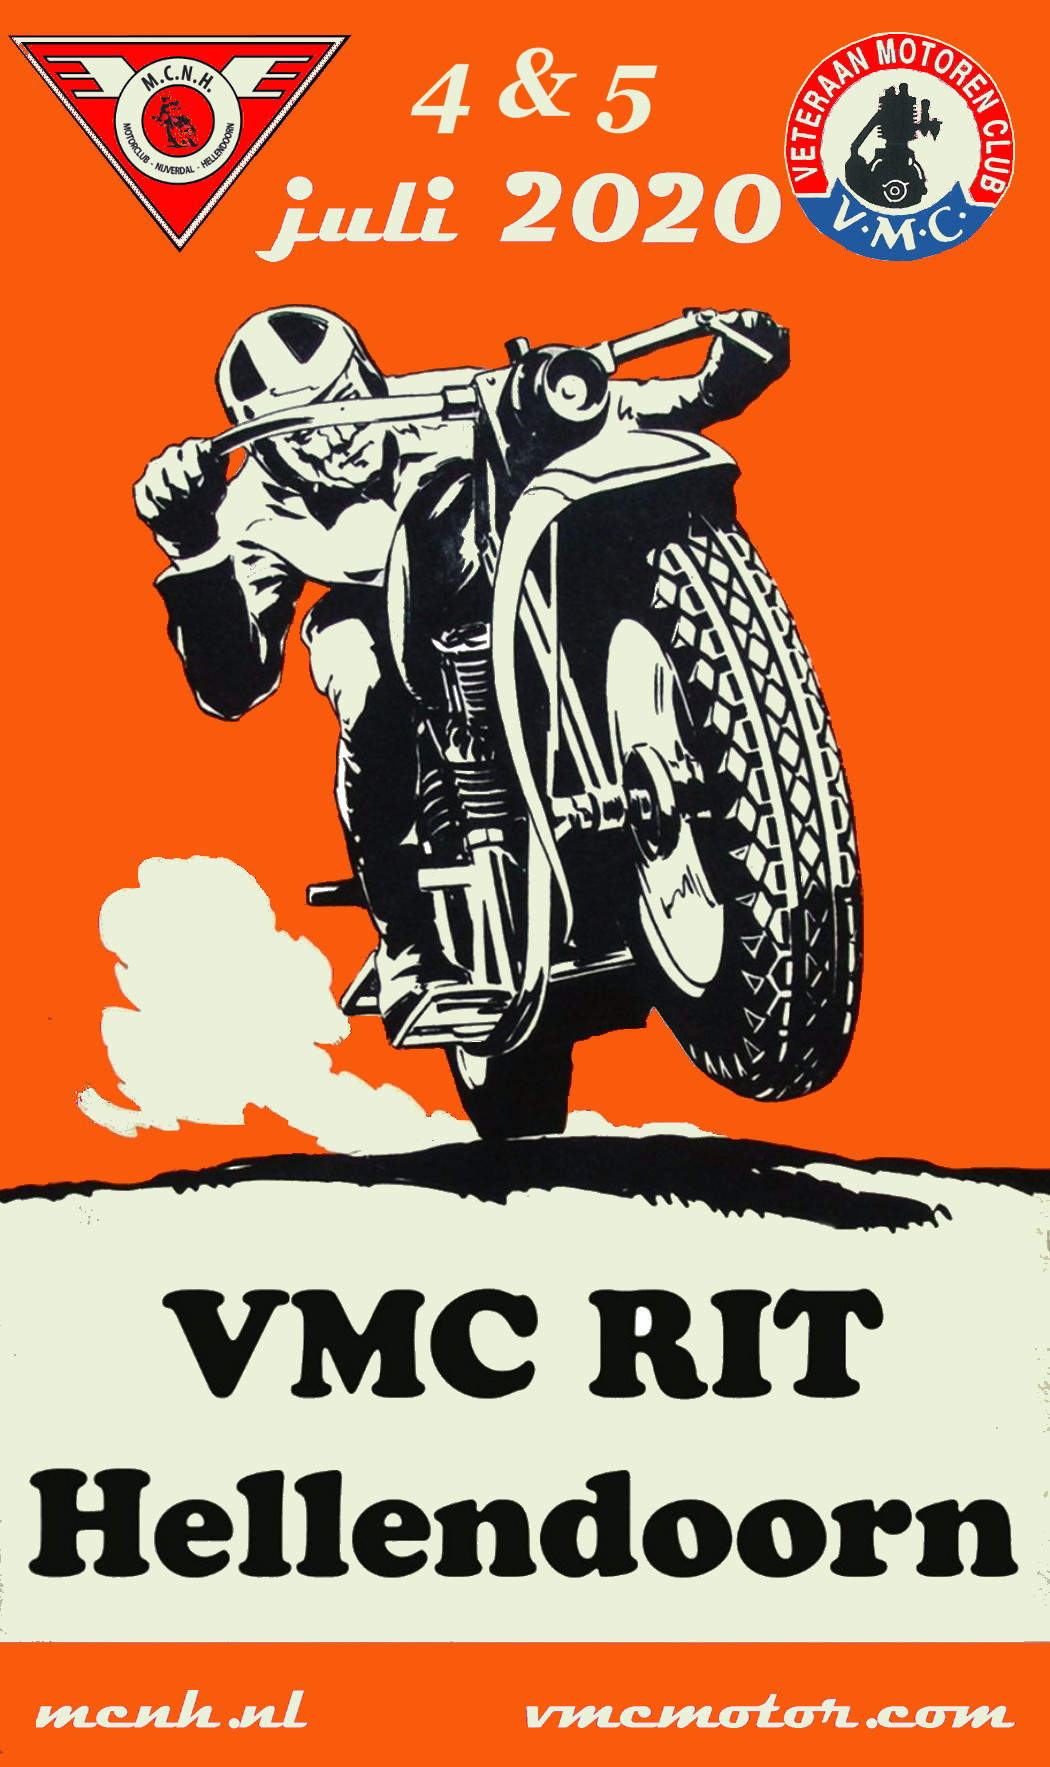 M.C.N.H.
MOTORCLUB - NIJVERDAL - HELLENDOORN
4 & 5
juli 2020
VETERAAN MOTOREN CLUB
V.M.C.
VMC RIT
Hellendoorn
mcnh.nl
vmcmotor.com